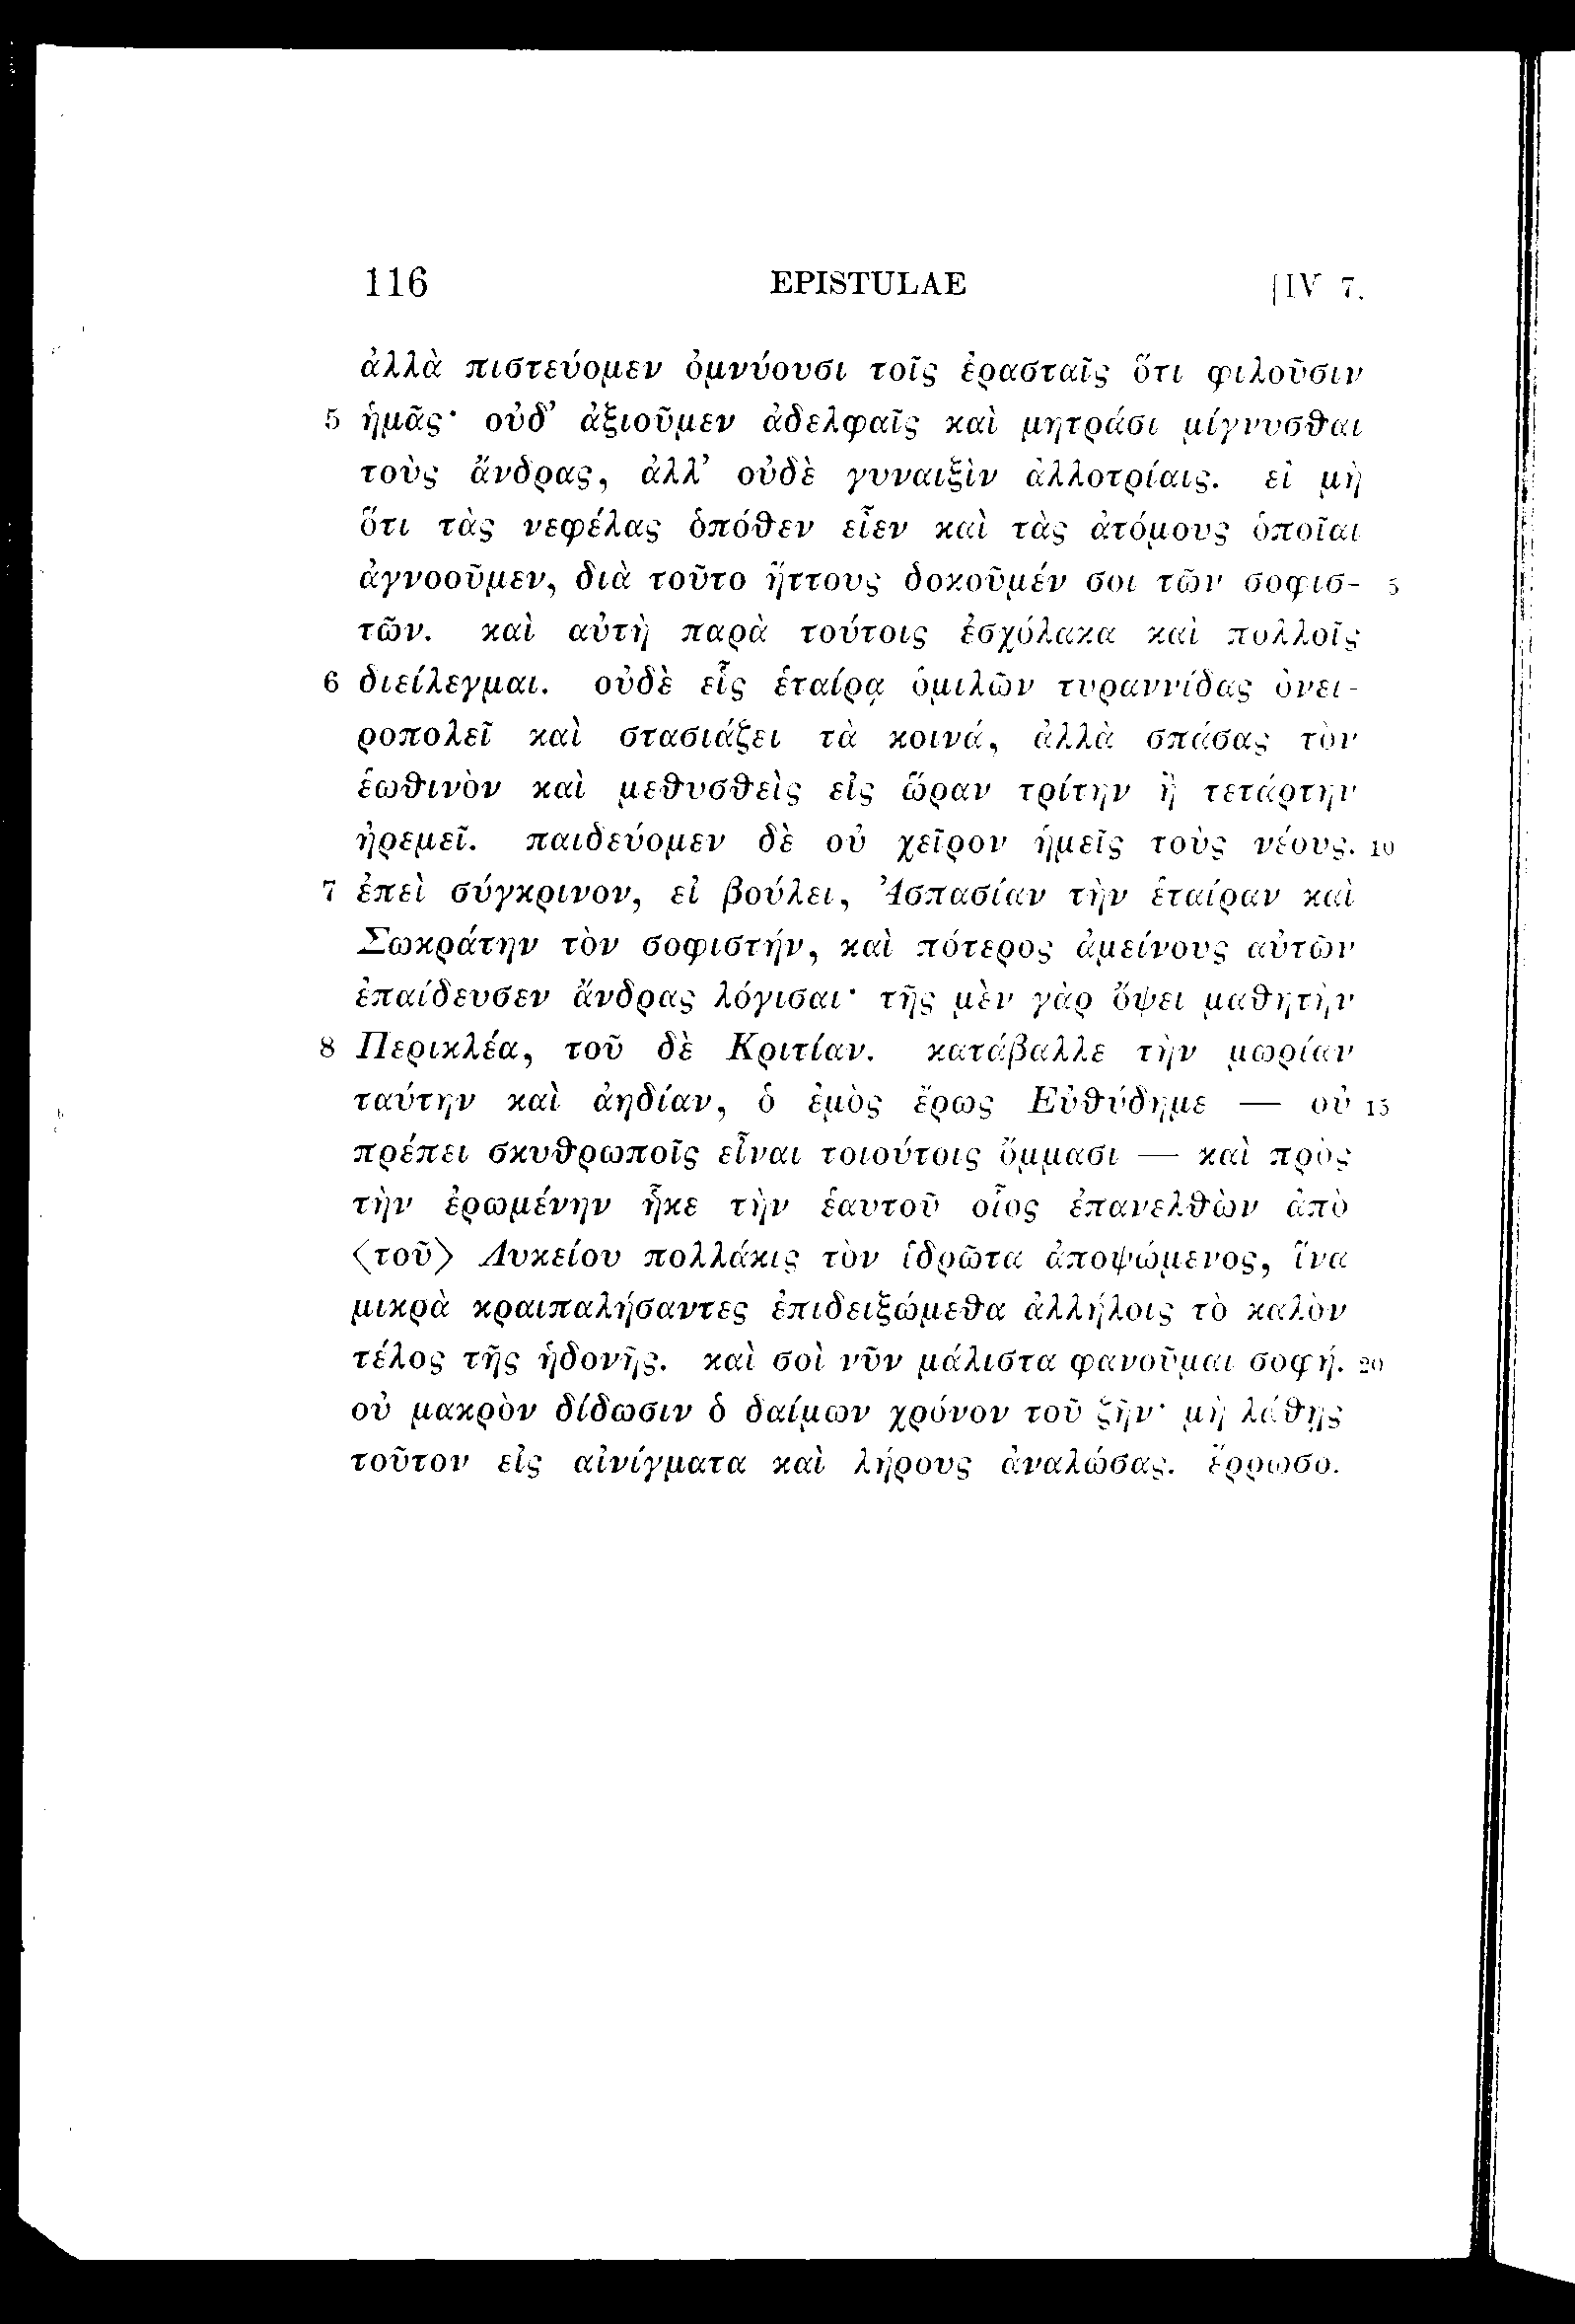 116 EPISTULAE [IV 7.
ἀλλὰ πιστεύομεν ὀμνύουσι τοῖς ἐρασταῖς ὅτι φιλοῦσιν
5 ἡμᾶς· οὐδ’ ἀξιοῦμεν ἀδελφαῖς καὶ μητράσι μίγνυσθαι
τοὺς ἄνδρας, ἀλλ’ οὐδὲ γυναιξὶν ἀλλοτρίαις. εἰ μὴ
ὅτι τὰς νεφέλας ὁπόθεν εἶεν καὶ τὰς ἀτόμους ὁποῖαι
ἀγνοοῦμεν, διὰ τοῦτο ἥττους δοκοῦμέν σοι τῶν σοφισ- 5
τῶν. καὶ αὐτὴ παρὰ τούτοις ἐσχόλακα καὶ πολλοῖς
6 διείλεγμαι. οὐδὲ εἷς ἑταίρᾳ ὁμιλῶν τυραννίδας ὀνει-
ροπολεῖ καὶ στασιάζει τὰ κοινά, ἀλλὰ σπάσας τὸν
ἑωθινὸν καὶ μεθυσθεὶς εἰς ὥραν τρίτην ἢ τετάρτην
ἠρεμεῖ. παιδεύομεν δὲ οὐ χεῖρον ἡμεῖς τοὺς νέους. 10
7 ἐπεὶ σύγκρινον, εἰ βούλει, Ἀσπασίαν τὴν ἑταίραν καὶ
Σωκράτην τὸν σοφιστήν, καὶ πότερος ἀμείνους αὐτῶν
ἐπαίδευσεν ἄνδρας λόγισαι· τῆς μὲν γὰρ ὄψει μαθητὴν
8 Περικλέα, τοῦ δὲ Κριτίαν. κατάβαλλε τὴν μωρίαν
ταύτην καὶ ἀηδίαν, ὁ ἐμὸς ἔρως Εὐθύδημε — οὐ 15
πρέπει σκυθρωποῖς εἶναι τοιούτοις ὄμμασι — καὶ πρὸς
τὴν ἐρωμένην ἧκε τὴν ἑαυτοῦ οἷος ἐπανελθὼν ἀπὸ
⟨τοῦ⟩ Λυκείου πολλάκις τὸν ἱδρῶτα ἀποψώμενος, ἵνα
μικρὰ κραιπαλήσαντες ἐπιδειξώμεθα ἀλλήλοις τὸ καλὸν
τέλος τῆς ἡδονῆς. καὶ σοὶ νῦν μάλιστα φανοῦμαι σοφή. 20
οὐ μακρὸν δίδωσιν ὁ δαίμων χρόνον τοῦ ζῆν· μὴ λάθῃς
τοῦτον εἰς αἰνίγματα καὶ λήρους ἀναλώσας. ἔρρωσο.